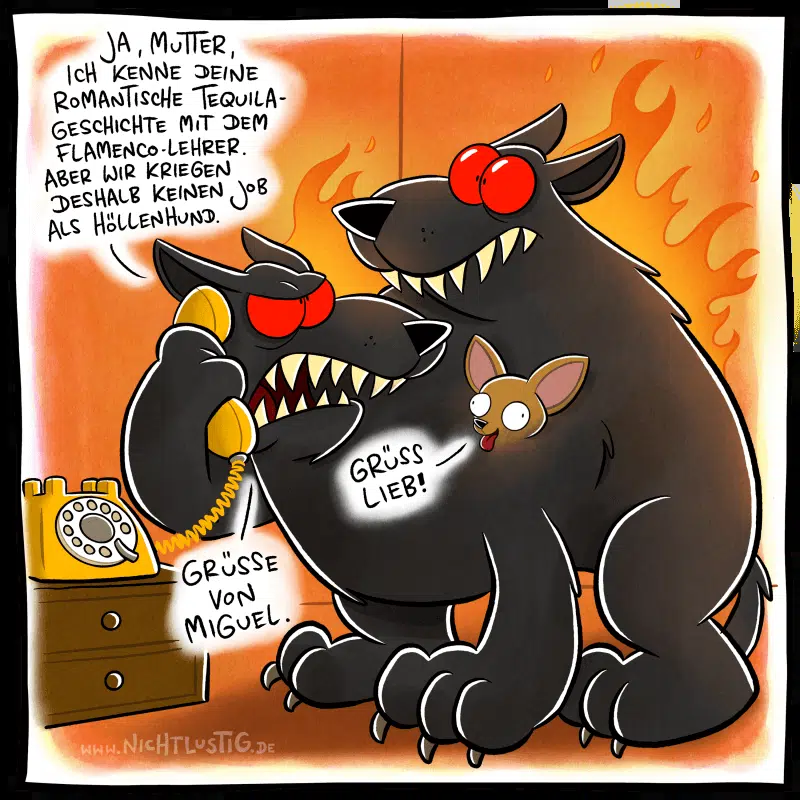 JA, MUTTER,
ICH KENNE DEINE
ROMANTISCHE TEQUILA-
GESCHICHTE MIT DEM
FLAMENCO-LEHRER.
ABER WIR KRIEGEN
DESHALB KEINEN JOB
ALS HÖLLENHUND.
GRÜSS
LIEB!
GRÜSSE
VON
MIGUEL.
www.NICHTLUSTIG.DE